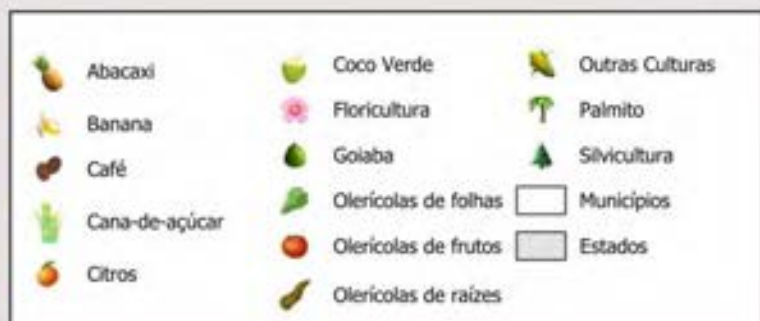 Abacaxi
Banana
Café
Cana-de-açúcar
Citros
Coco Verde
Floricultura
Goiaba
Olerícolas de folhas
Olerícolas de frutos
Olerícolas de raízes
Outras Culturas
Palmito
Silvicultura
Municípios
Estados